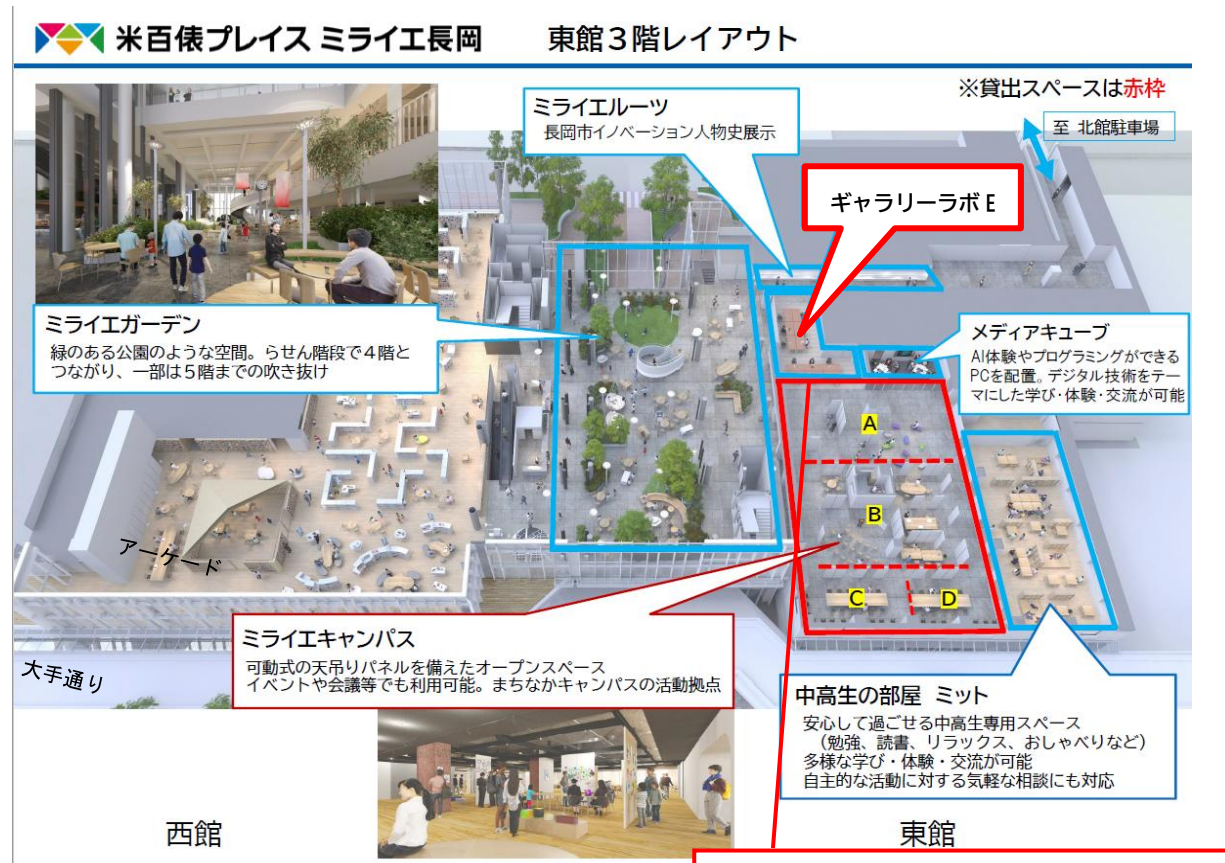 米百俵プレイス ミライエ長岡　東館３階レイアウト
※貸出スペースは赤枠
至 北館駐車場
ミライエルーツ
長岡市イノベーション人物史展示
ギャラリーラボE
ミライエガーデン
緑のある公園のような空間。らせん階段で４階と
つながり、一部は５階までの吹き抜け
メディアキューブ
AI体験やプログラミングができる
PCを配置。デジタル技術をテー
マにした学び・体験・交流が可能
A
B
C
D
アーケード
大手通り
ミライエキャンパス
可動式の天吊りパネルを備えたオープンスペース
イベントや会議等でも利用可能。まちなかキャンパスの活動拠点
中高生の部屋 ミット
安心して過ごせる中高生専用スペース
（勉強、読書、リラックス、おしゃべりなど）
多様な学び・体験・交流が可能
自主的な活動に対する気軽な相談にも対応
西館
東館